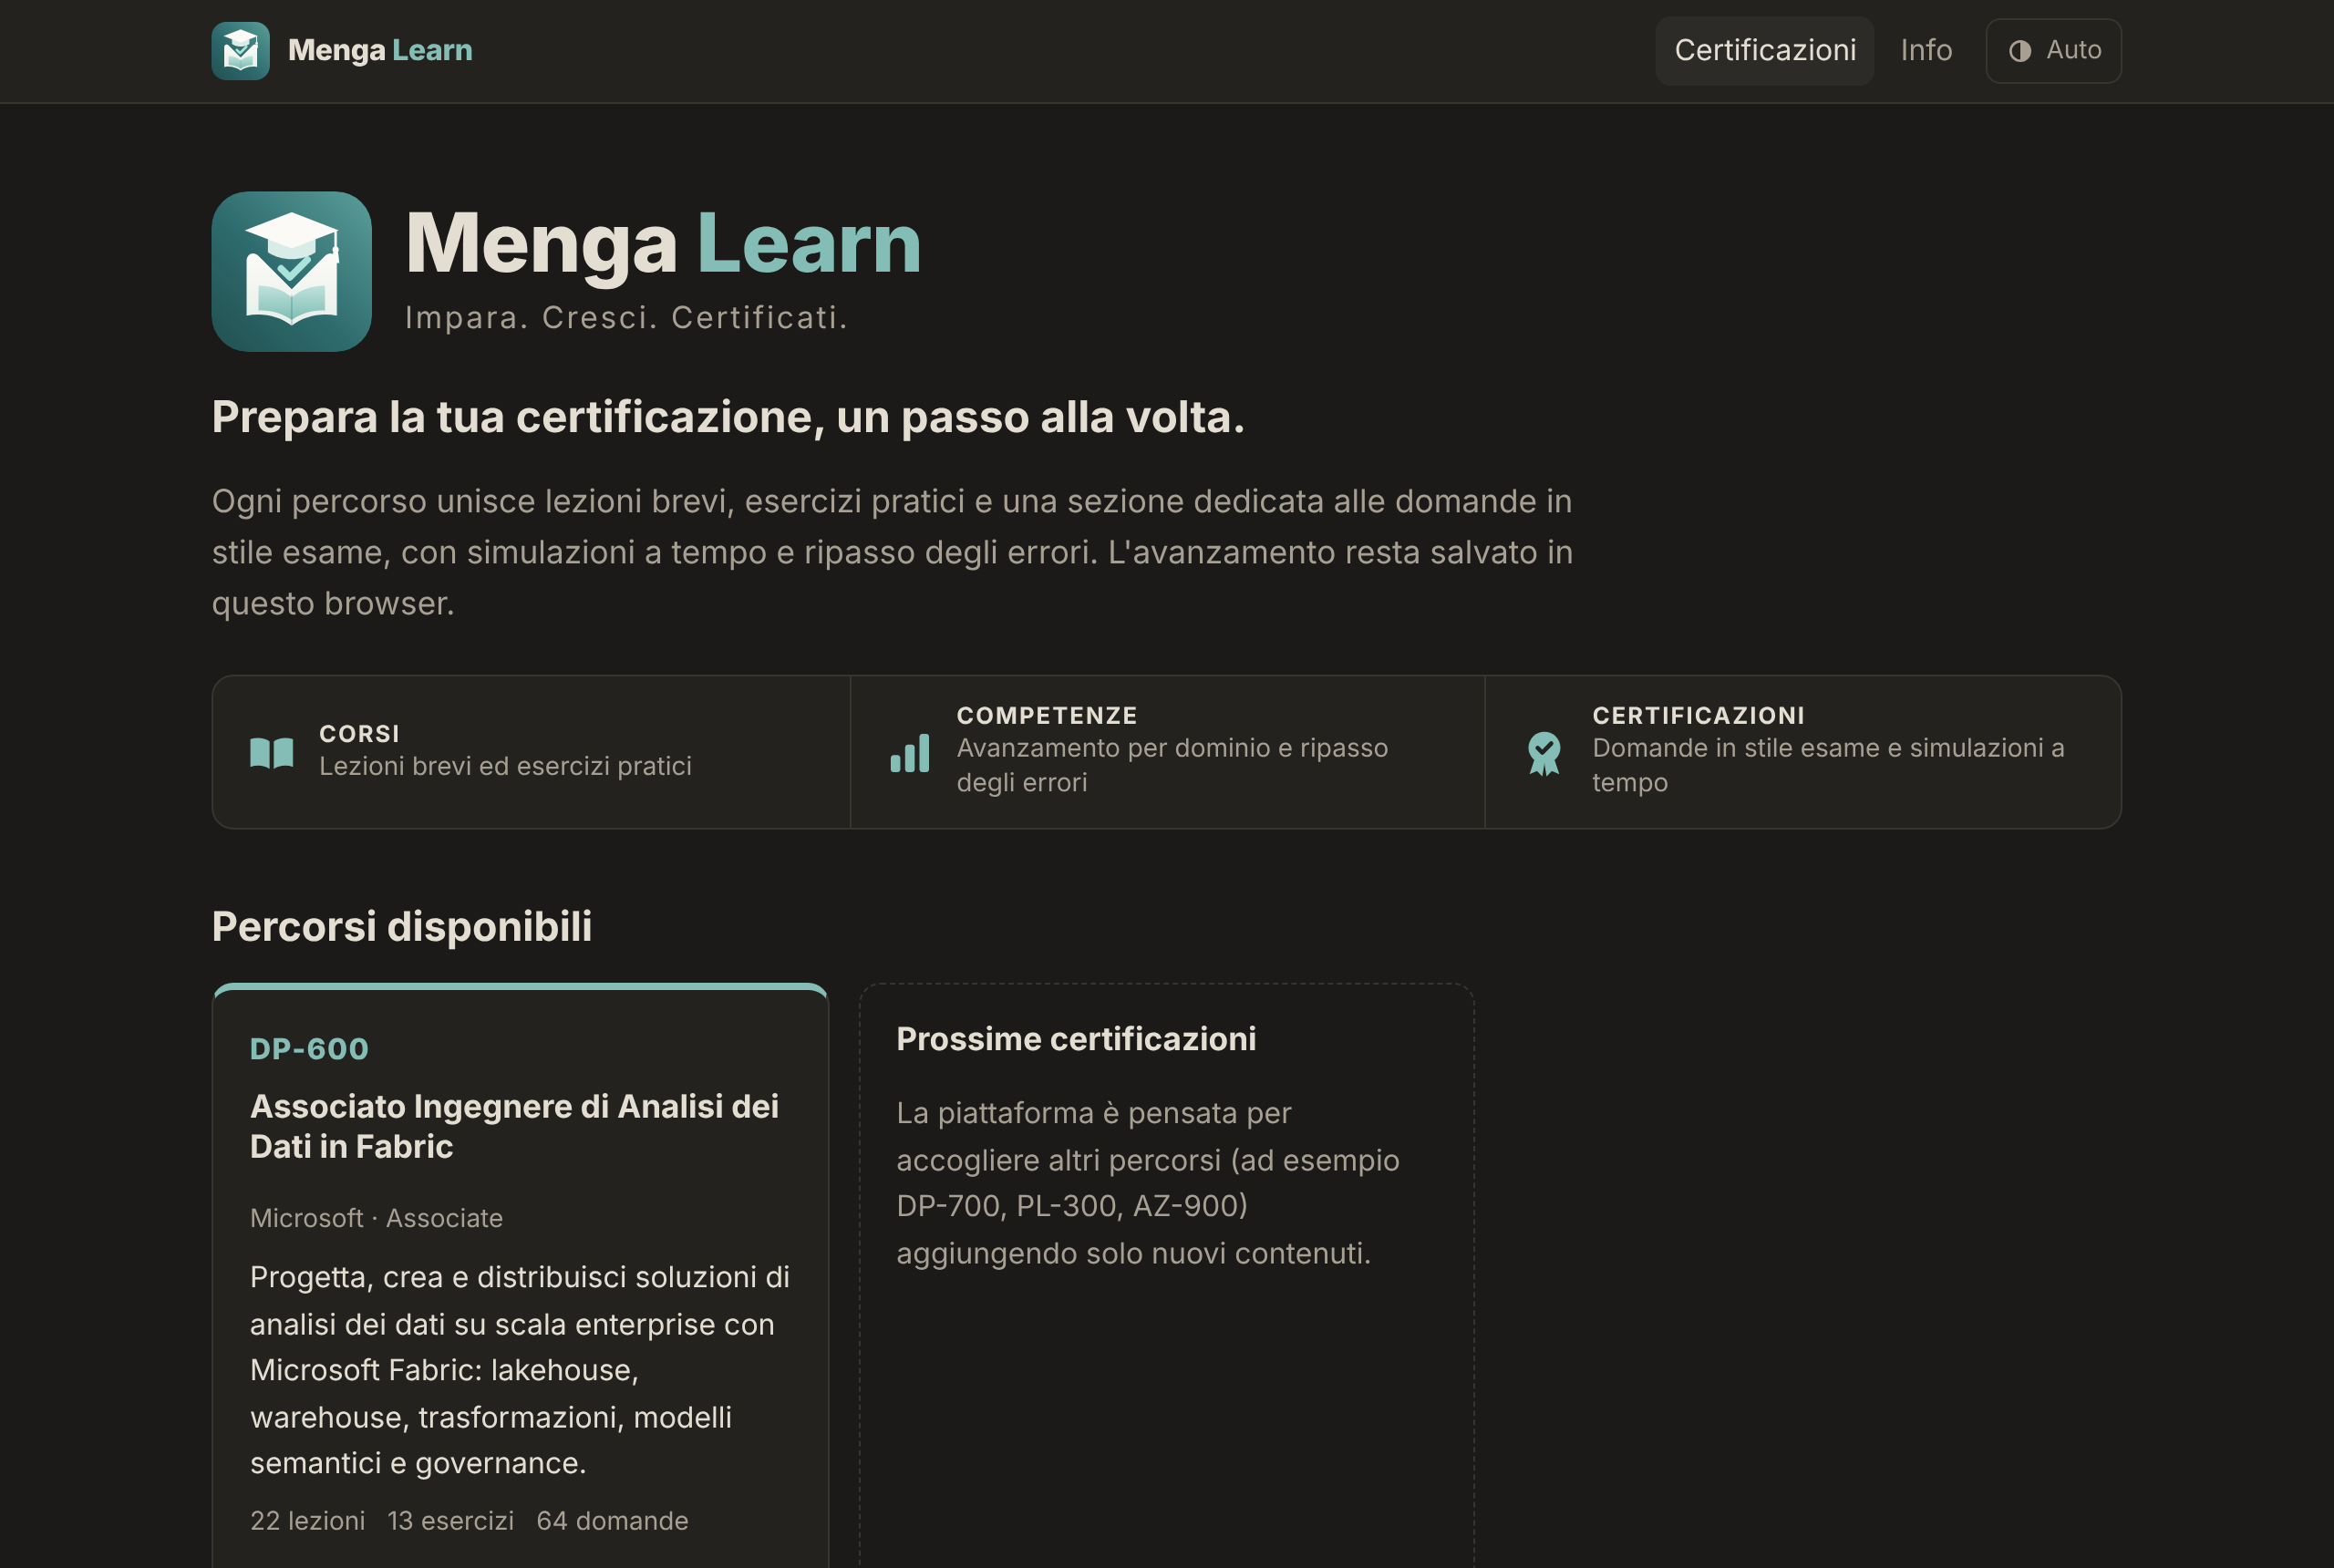 Menga Learn
Certificazioni
Info
Auto
Menga Learn
Impara. Cresci. Certificati.
Prepara la tua certificazione, un passo alla volta.
Ogni percorso unisce lezioni brevi, esercizi pratici e una sezione dedicata alle domande in
stile esame, con simulazioni a tempo e ripasso degli errori. L'avanzamento resta salvato in
questo browser.
CORSI
Lezioni brevi ed esercizi pratici
COMPETENZE
Avanzamento per dominio e ripasso
degli errori
CERTIFICAZIONI
Domande in stile esame e simulazioni a
tempo
Percorsi disponibili
DP-600
Associato Ingegnere di Analisi dei
Dati in Fabric
Microsoft · Associate
Progetta, crea e distribuisci soluzioni di
analisi dei dati su scala enterprise con
Microsoft Fabric: lakehouse,
warehouse, trasformazioni, modelli
semantici e governance.
22 lezioni 13 esercizi 64 domande
Prossime certificazioni
La piattaforma è pensata per
accogliere altri percorsi (ad esempio
DP-700, PL-300, AZ-900)
aggiungendo solo nuovi contenuti.